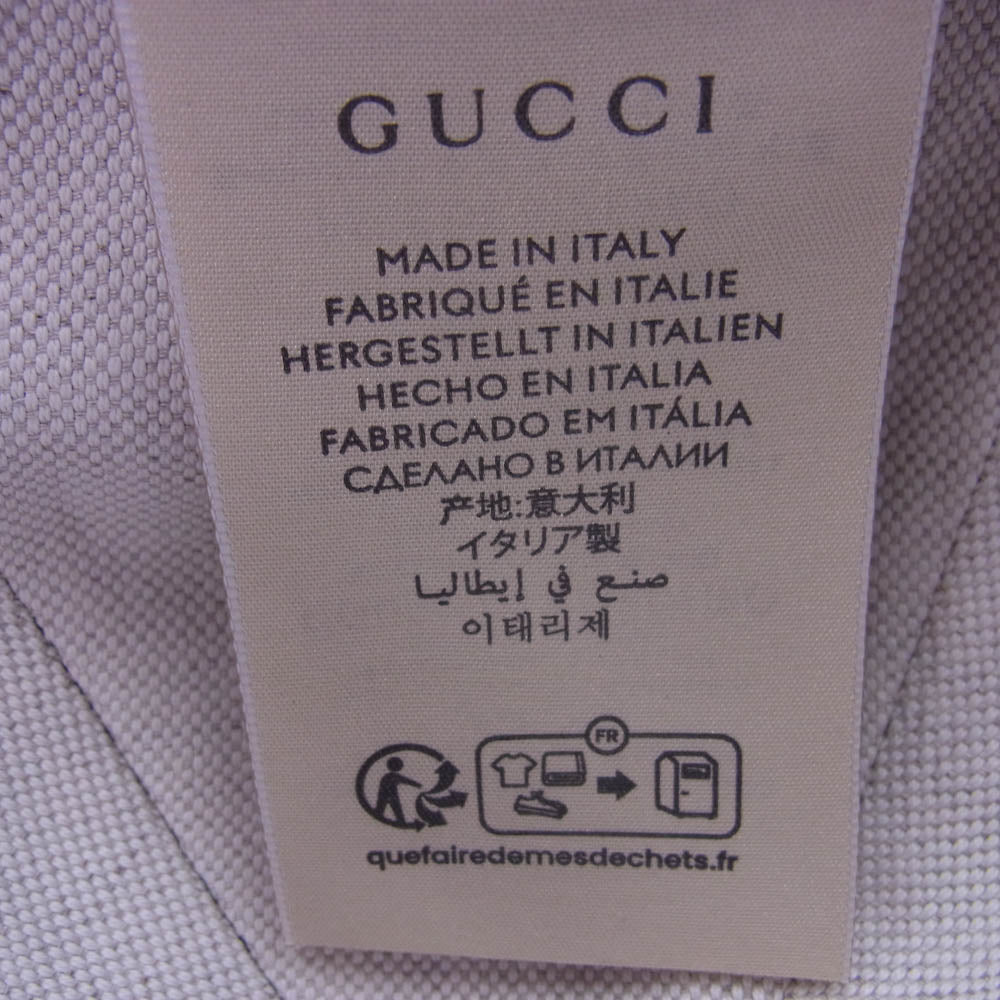 GUCCI
MADE IN ITALY
FABRIQUÉ EN ITALIE
HERGESTELLT IN ITALIEN
HECHO EN ITALIA
FABRICADO EM ITÁLIA
СДЕЛАНО В ИТАЛИИ
产地:意大利
イタリア製
صنع في إيطاليا
이태리제
FR
quefairedemesdechets.fr